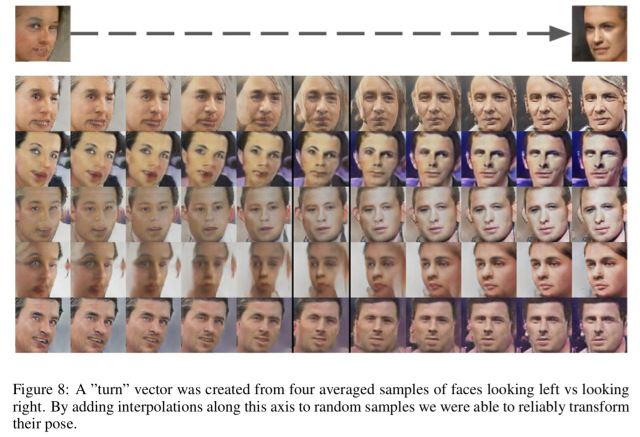 Figure 8: A ”turn” vector was created from four averaged samples of faces looking left vs looking
right. By adding interpolations along this axis to random samples we were able to reliably transform
their pose.